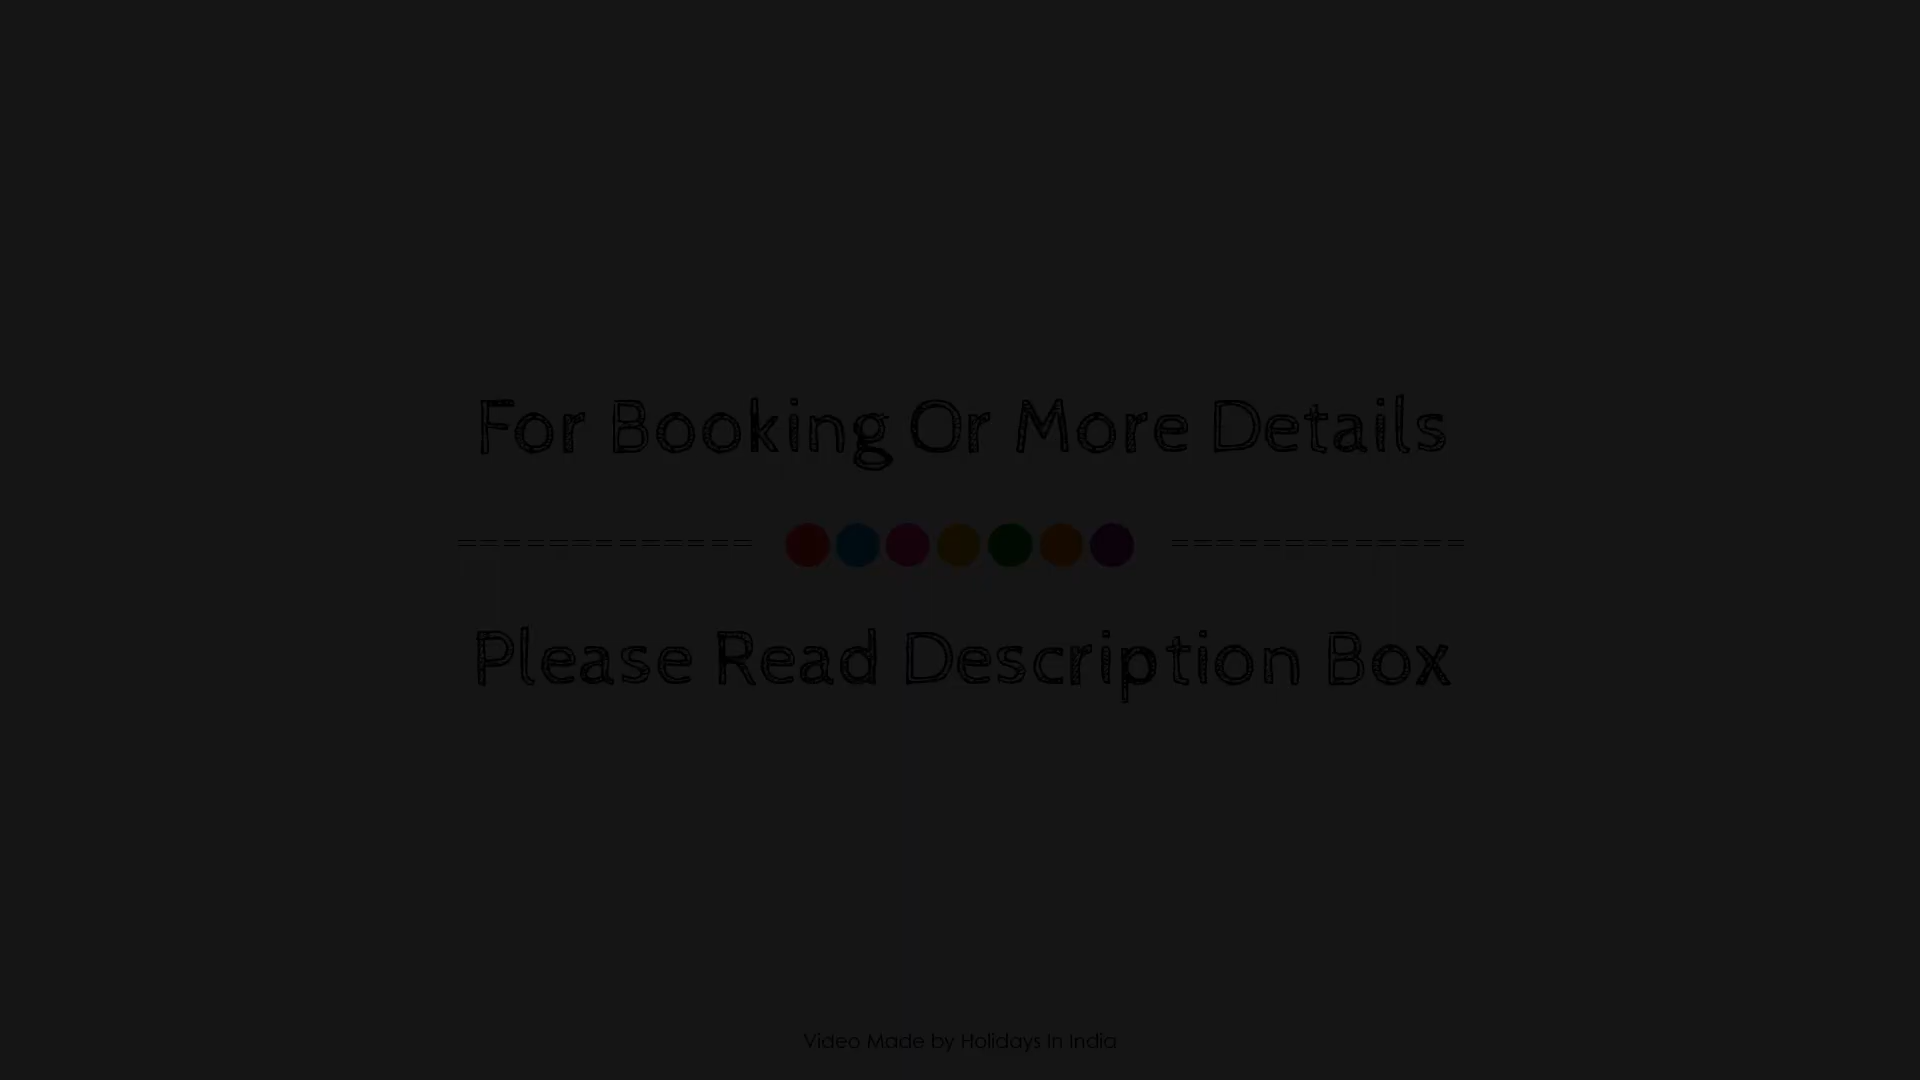 For Booking Or More Details
============= =============
Please Read Description Box
Video Made by Holidays In India